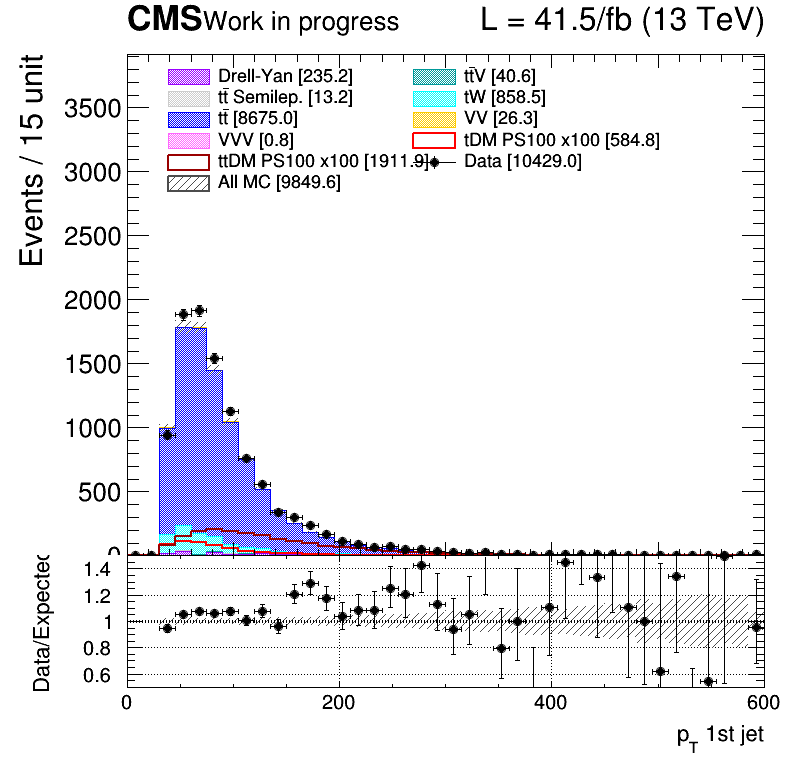 CMS Work in progress L = 41.5/fb (13 TeV)
Events / 15 unit
Drell-Yan [235.2] tt̄V [40.6]
tt̄ Semilep. [13.2] tW [858.5]
tt̄ [8675.0] VV [26.3]
VVV [0.8] tDM PS100 x100 [584.8]
ttDM PS100 x100 [1911.9] Data [10429.0]
All MC [9849.6]
3500
3000
2500
2000
1500
1000
500
0
Data/Expected
1.4
1.2
1
0.8
0.6
0 200 400 600
p_T 1st jet